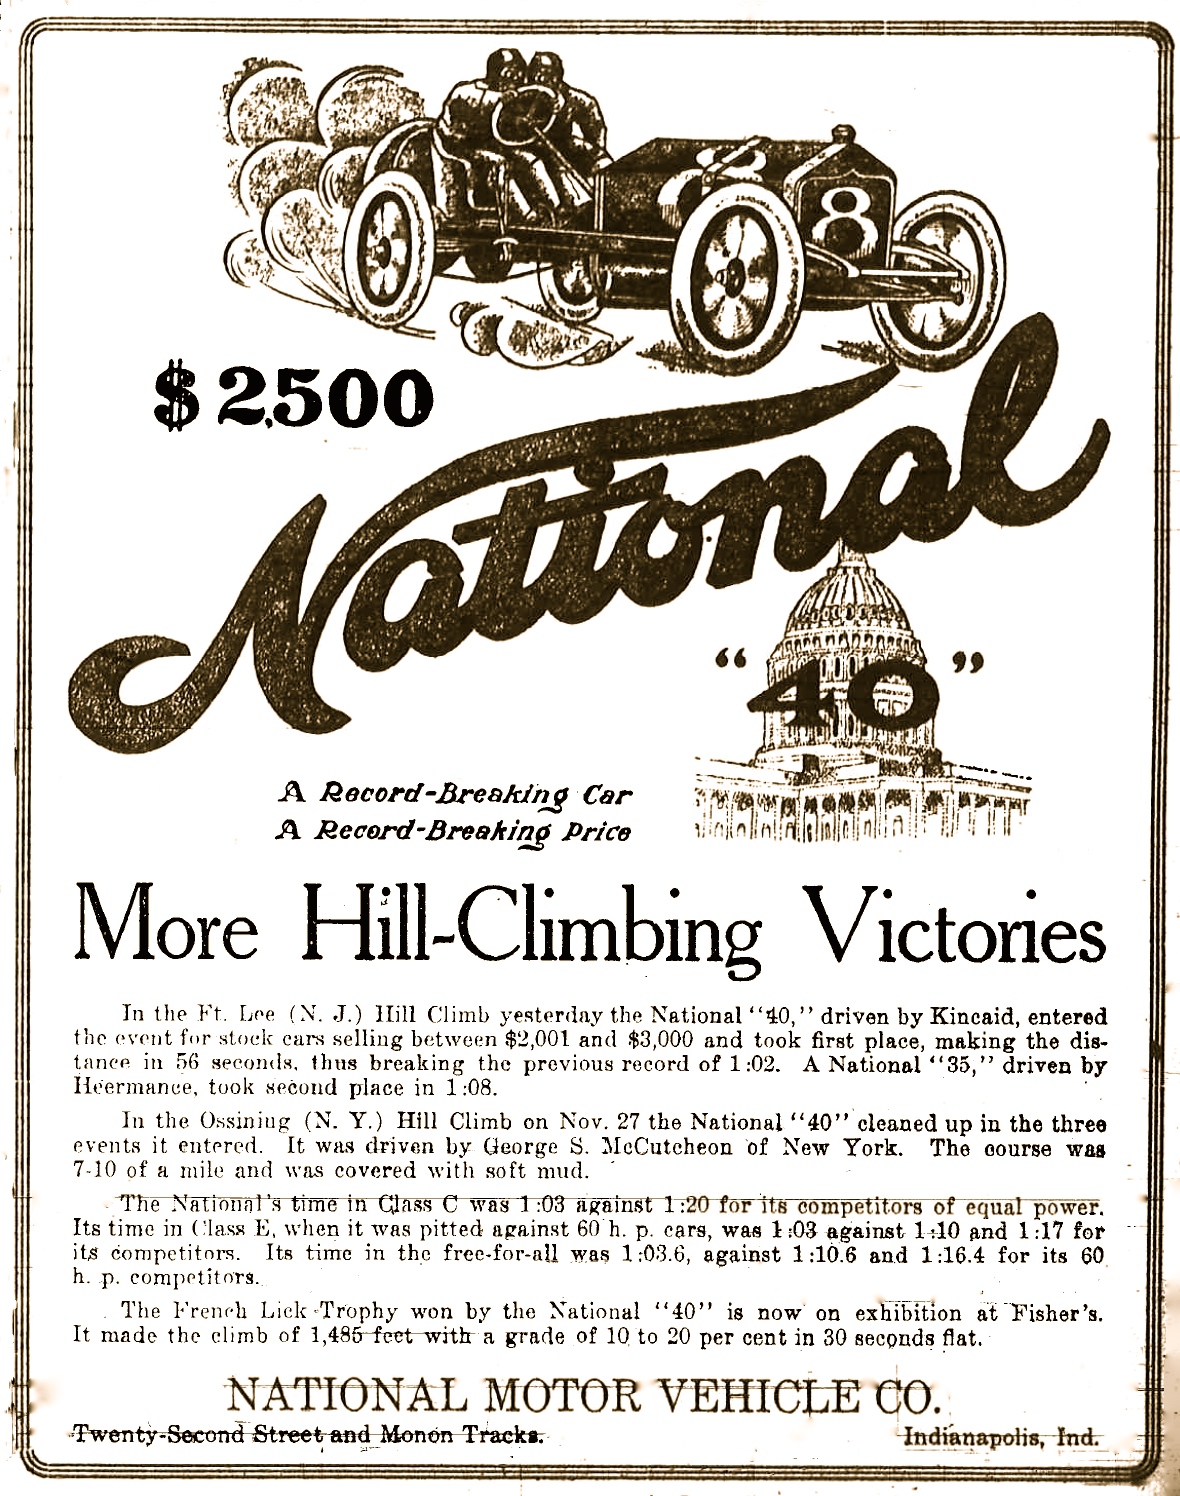 8 8
$2,500
National
"40"
A Record-Breaking Car
A Record-Breaking Price
More Hill-Climbing Victories
In the Ft. Lee (N. J.) Hill Climb yesterday the National "40," driven by Kincaid, entered
the event for stock cars selling between $2,001 and $3,000 and took first place, making the dis-
tance in 56 seconds, thus breaking the previous record of 1:02. A National "35," driven by
Heermance, took second place in 1:08.
In the Ossining (N. Y.) Hill Climb on Nov. 27 the National "40" cleaned up in the three
events it entered. It was driven by George S. McCutcheon of New York. The course was
7-10 of a mile and was covered with soft mud.
The National's time in Class C was 1:03 against 1:20 for its competitors of equal power.
Its time in Class E, when it was pitted against 60 h. p. cars, was 1:03 against 1:10 and 1:17 for
its competitors. Its time in the free-for-all was 1:03.6, against 1:10.6 and 1:16.4 for its 60
h. p. competitors.
The French Lick Trophy won by the National "40" is now on exhibition at Fisher's.
It made the climb of 1,485 feet with a grade of 10 to 20 per cent in 30 seconds flat.
NATIONAL MOTOR VEHICLE CO.
Twenty-Second Street and Monon Tracks.
Indianapolis, Ind.